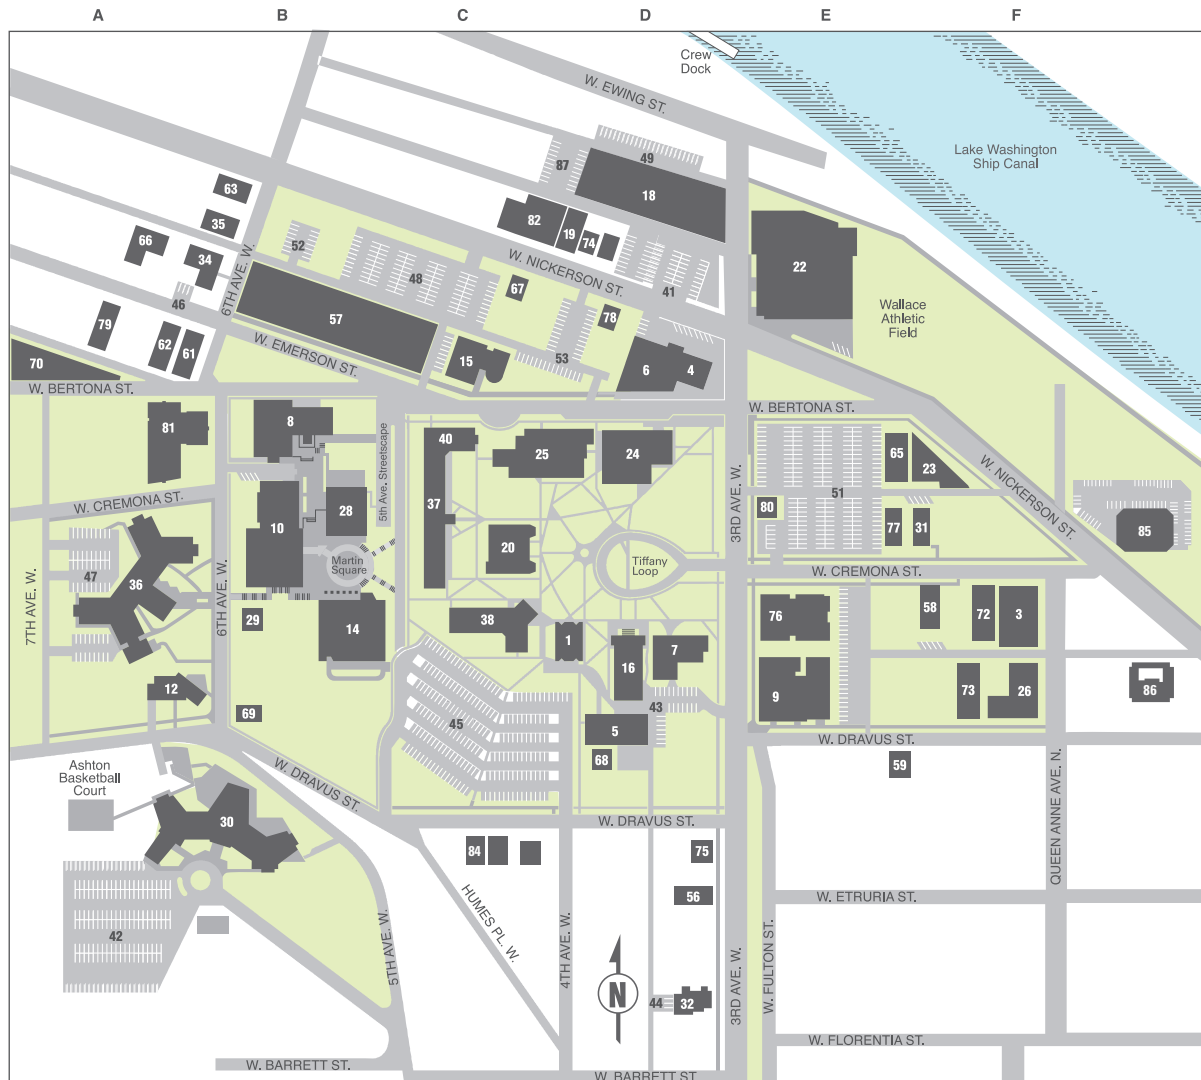 A
B
C
D
E
F
Crew
Dock
W. EWING ST.
Lake Washington
Ship Canal
87
49
18
63
35
66
34
46
6TH AVE. W.
52
48
82
19
74
W. NICKERSON ST.
67
41
78
22
Wallace
Athletic
Field
79
62
61
57
70
W. EMERSON ST.
15
53
6
4
W. BERTONA ST.
W. BERTONA ST.
81
8
40
25
24
5th Ave. Streetscape
3RD AVE. W.
65
23
W. NICKERSON ST.
W. CREMONA ST.
10
28
37
51
80
77
31
85
20
Martin
Square
Tiffany
Loop
47
36
7TH AVE. W.
6TH AVE. W.
W. CREMONA ST.
29
14
38
1
16
7
76
58
72
3
12
69
45
43
5
68
9
73
26
86
W. DRAVUS ST.
59
Ashton
Basketball
Court
W. DRAVUS ST.
30
W. DRAVUS ST.
84
75
56
HUMES PL. W.
QUEEN ANNE AVE. N.
W. ETRURIA ST.
42
5TH AVE. W.
4TH AVE. W.
N
44
32
3RD AVE. W.
W. FULTON ST.
W. FLORENTIA ST.
W. BARRETT ST.
W. BARRETT ST.